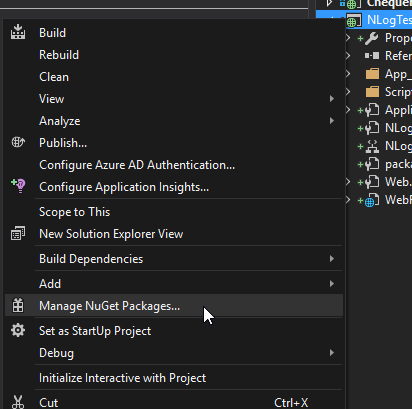 Chequer
Build
NLogTes
Rebuild
Prope
Clean
Refer
View
App_
Analyze
Scrip
Publish...
Appli
Configure Azure AD Authentication...
NLog
Configure Application Insights...
NLog
Scope to This
packa
New Solution Explorer View
Web.
Build Dependencies
WebF
Add
Manage NuGet Packages...
Set as StartUp Project
Debug
Initialize Interactive with Project
Cut Ctrl+X